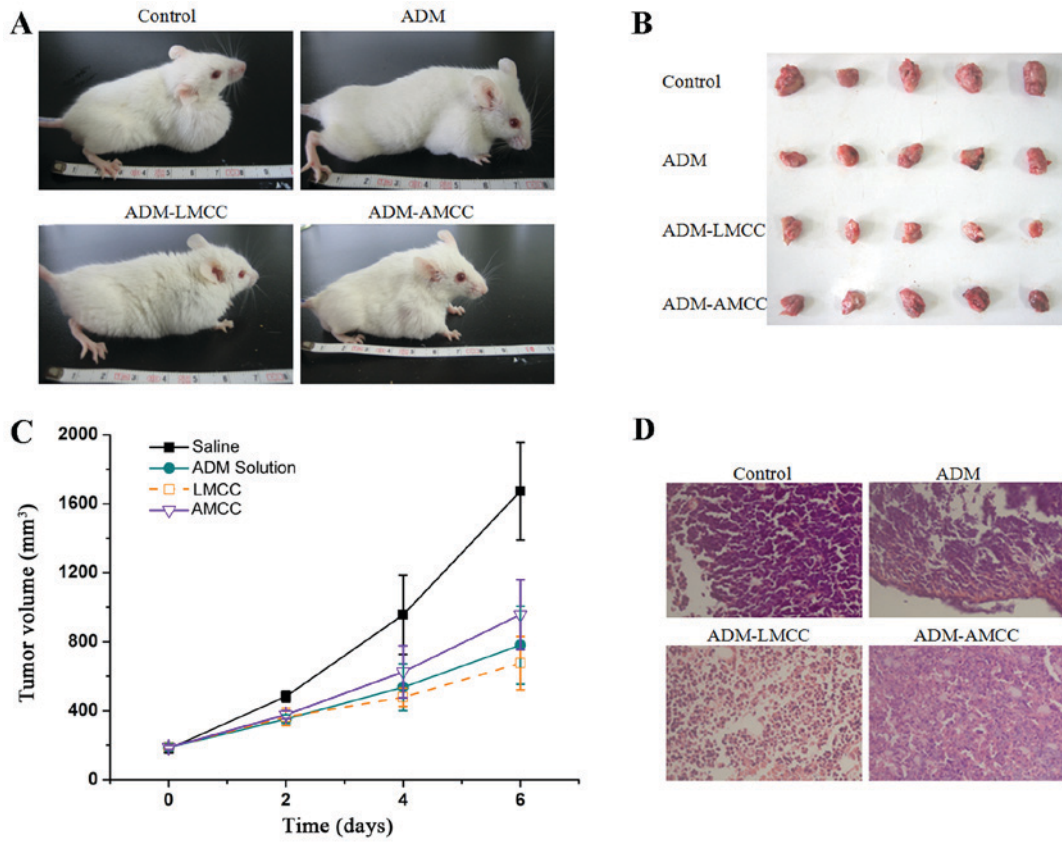 A
Control
ADM
ADM-LMCC
ADM-AMCC
B
Control
ADM
ADM-LMCC
ADM-AMCC
C
Saline
ADM Solution
LMCC
AMCC
2000
1600
1200
800
400
0
Tumor volume (mm³)
0 2 4 6
Time (days)
D
Control
ADM
ADM-LMCC
ADM-AMCC